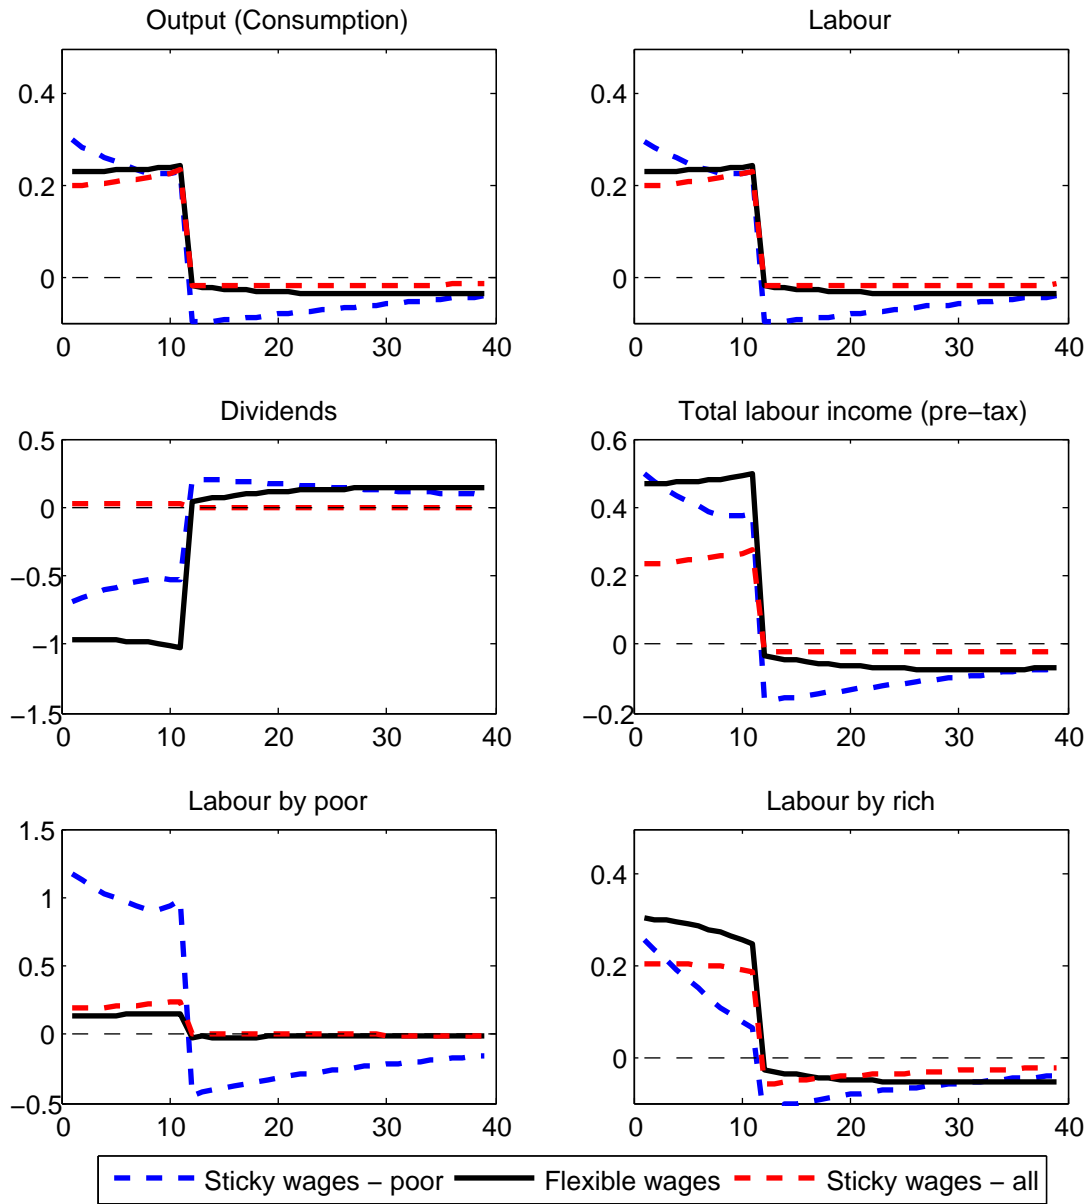 Output (Consumption)
0.4
0.2
0
0 10 20 30 40
Labour
0.4
0.2
0
0 10 20 30 40
Dividends
0.5
0
−0.5
−1
−1.5
0 10 20 30 40
Total labour income (pre−tax)
0.6
0.4
0.2
0
−0.2
0 10 20 30 40
Labour by poor
1.5
1
0.5
0
−0.5
0 10 20 30 40
Labour by rich
0.4
0.2
0
0 10 20 30 40
Sticky wages − poor Flexible wages Sticky wages − all